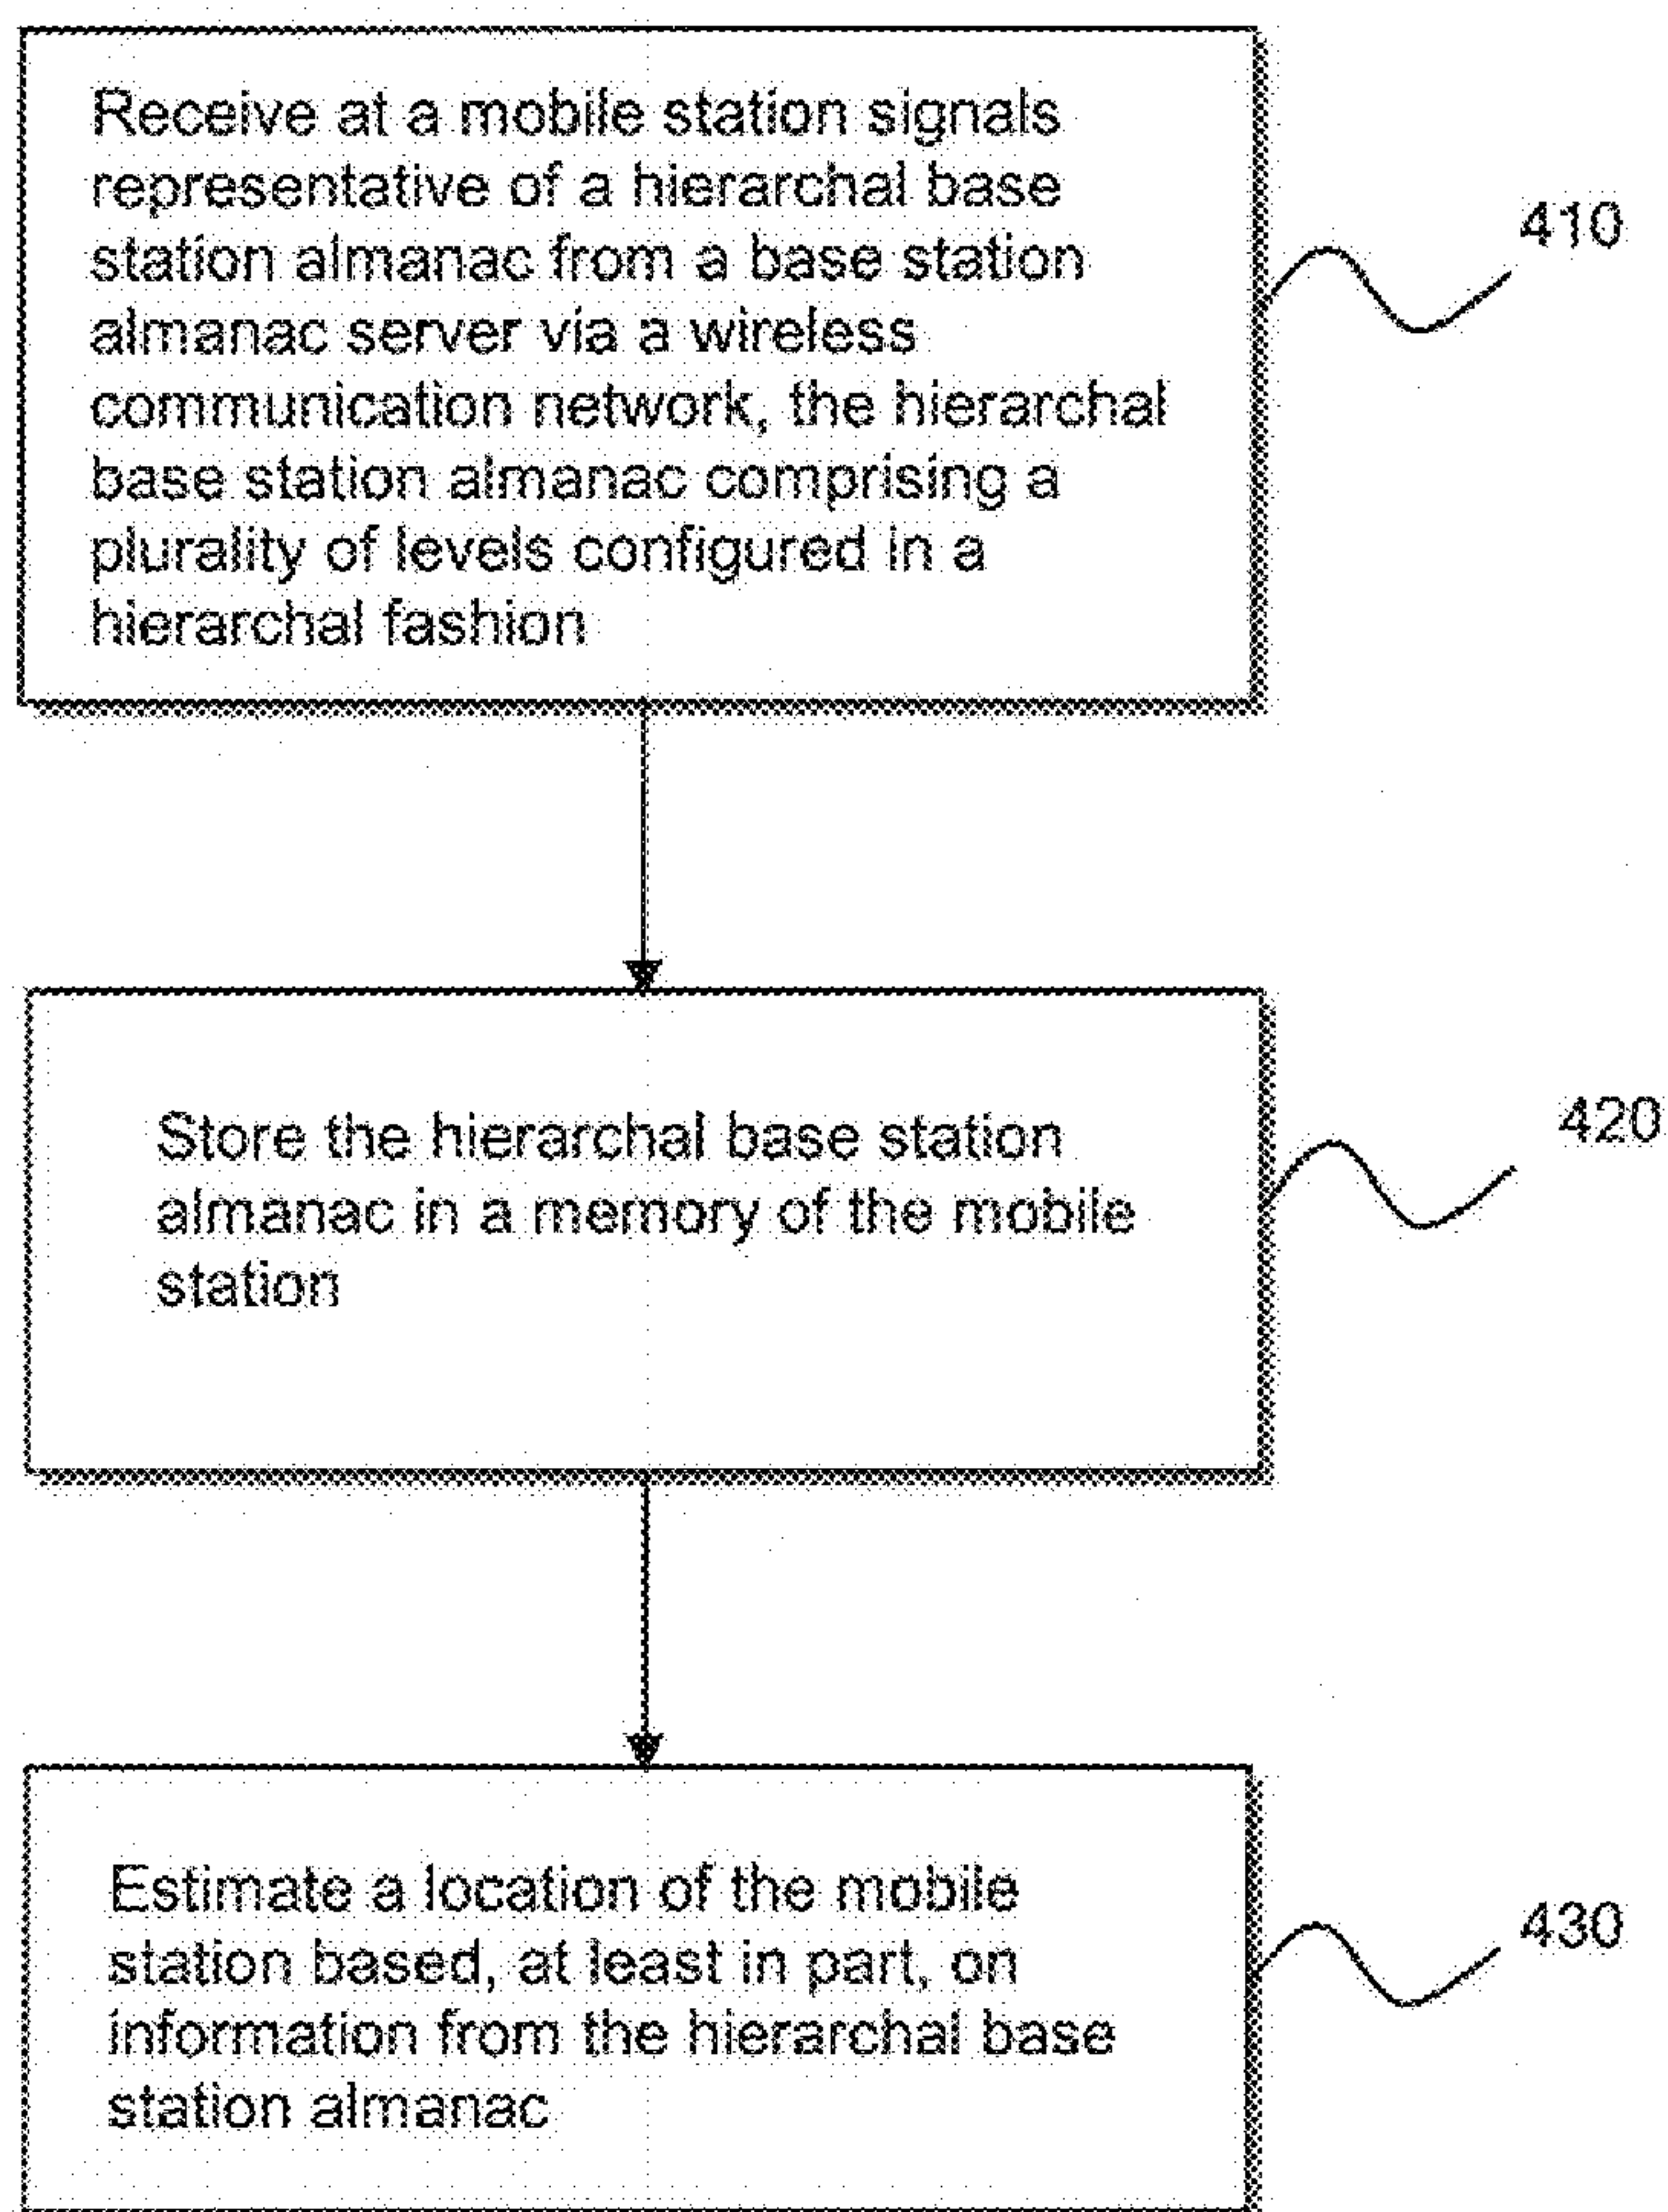 Receive at a mobile station signals
representative of a hierarchal base
station almanac from a base station
almanac server via a wireless
communication network, the hierarchal
base station almanac comprising a
plurality of levels configured in a
hierarchal fashion
410
Store the hierarchal base station
almanac in a memory of the mobile
station
420
Estimate a location of the mobile
station based, at least in part, on
information from the hierarchal base
station almanac
430